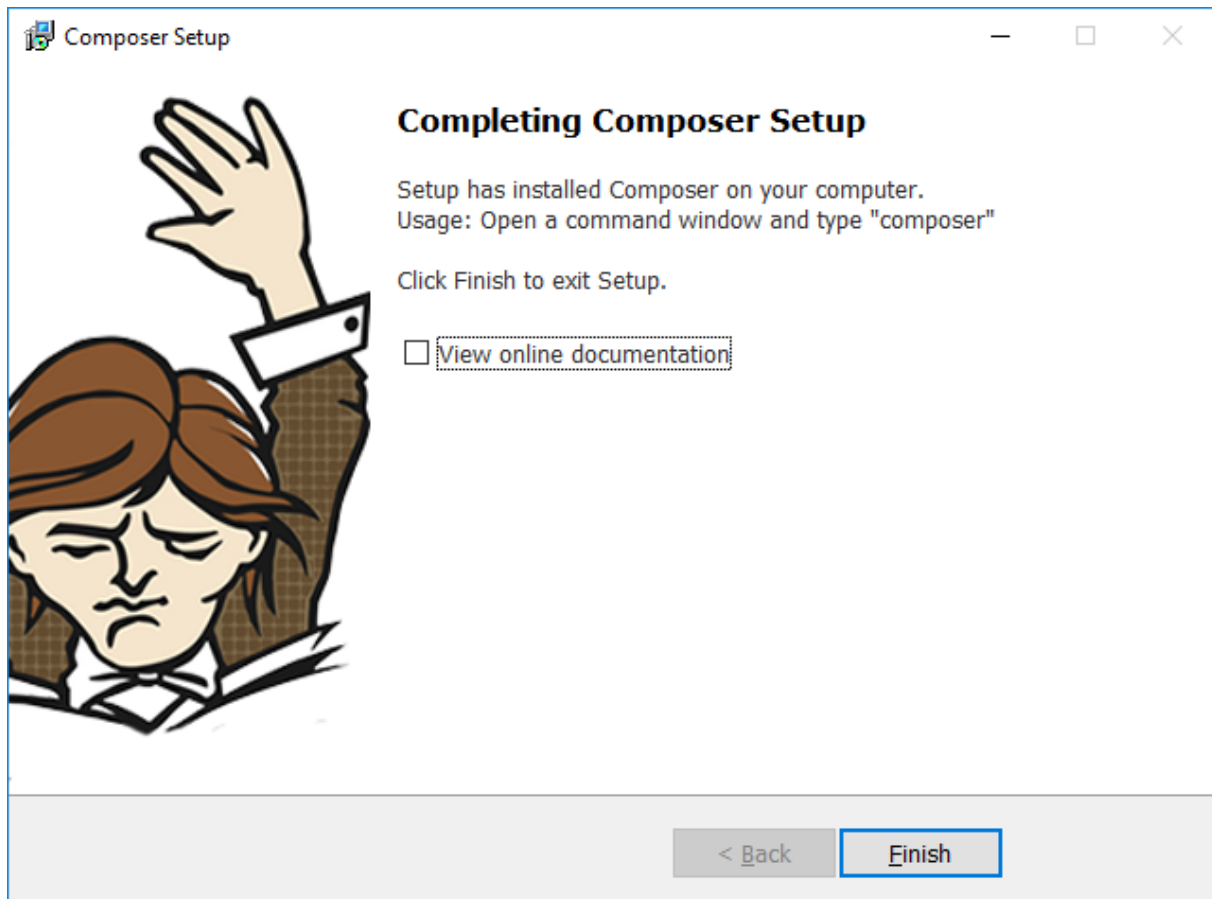 Composer Setup
Completing Composer Setup
Setup has installed Composer on your computer.
Usage: Open a command window and type "composer"
Click Finish to exit Setup.
View online documentation
< Back
Finish